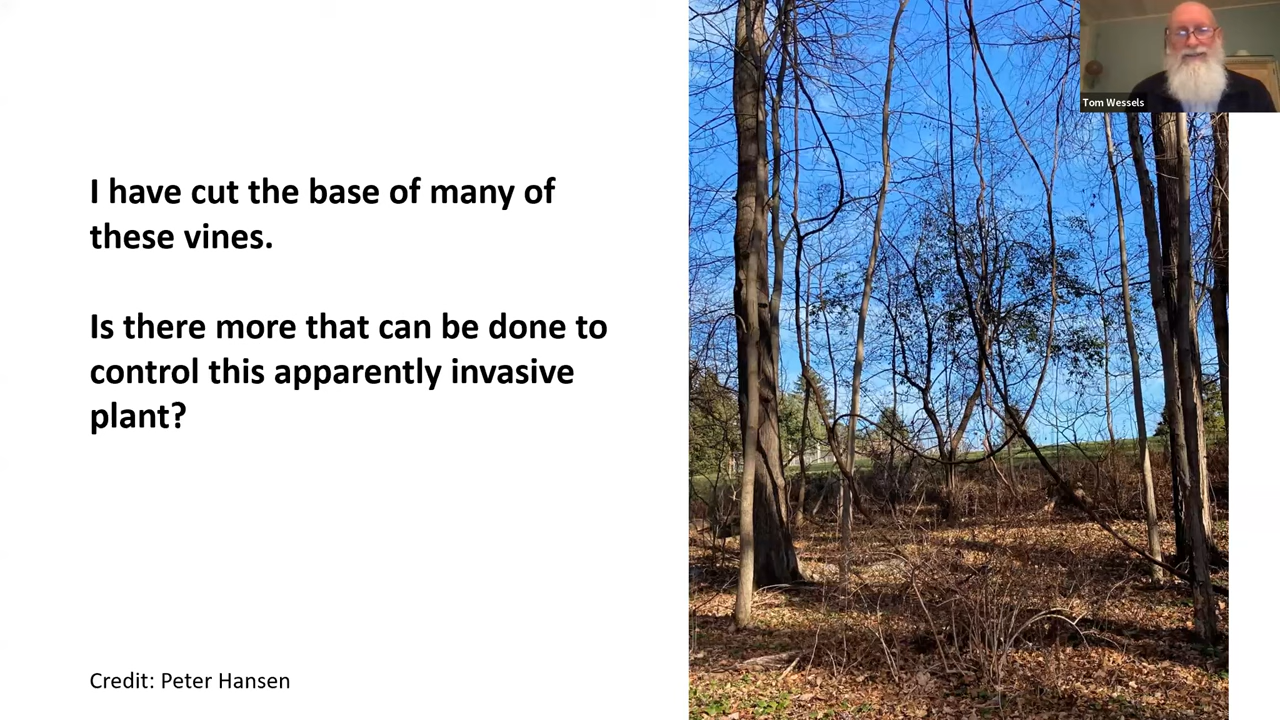 Tom Wessels
I have cut the base of many of
these vines.
Is there more that can be done to
control this apparently invasive
plant?
Credit: Peter Hansen